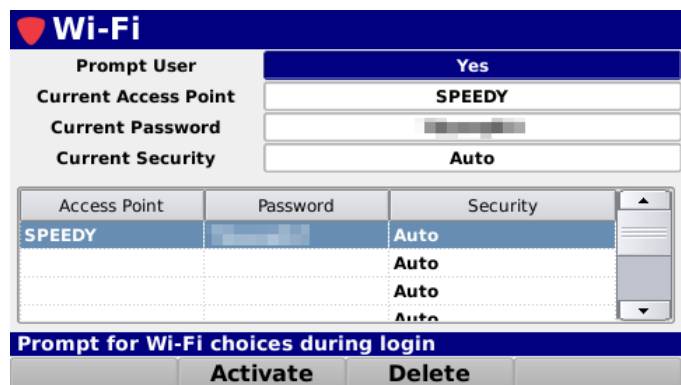 Wi-Fi
Prompt User Yes
Current Access Point SPEEDY
Current Password
Current Security Auto
Access Point Password Security
SPEEDY Auto
Auto
Auto
Auto
Prompt for Wi-Fi choices during login
Activate Delete